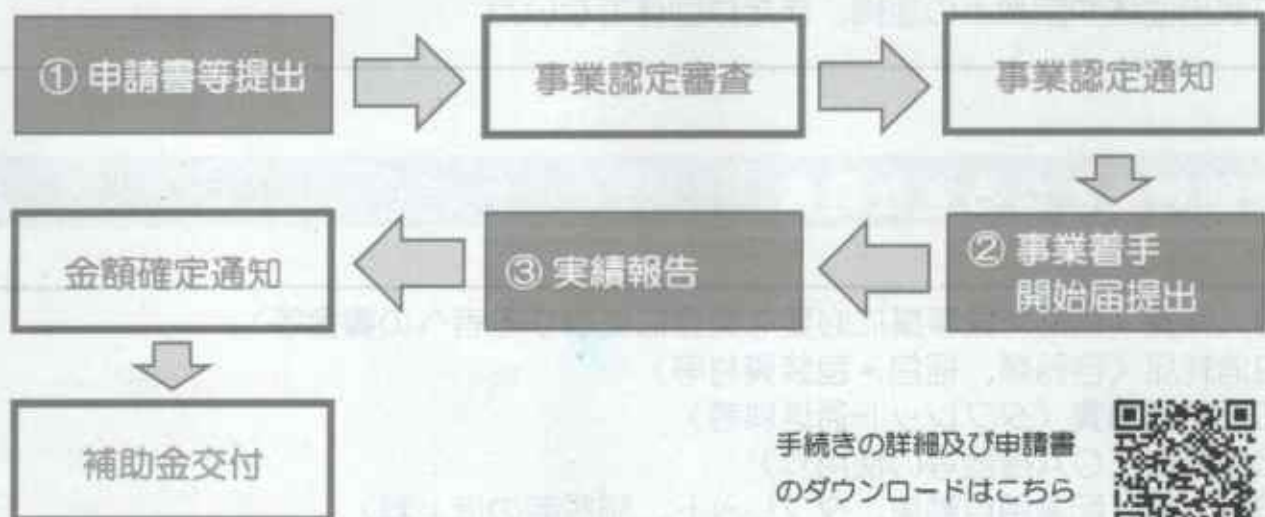 ① 申請書等提出
事業認定審査
事業認定通知
② 事業着手
開始届提出
③ 実績報告
金額確定通知
補助金交付
手続きの詳細及び申請書
のダウンロードはこちら